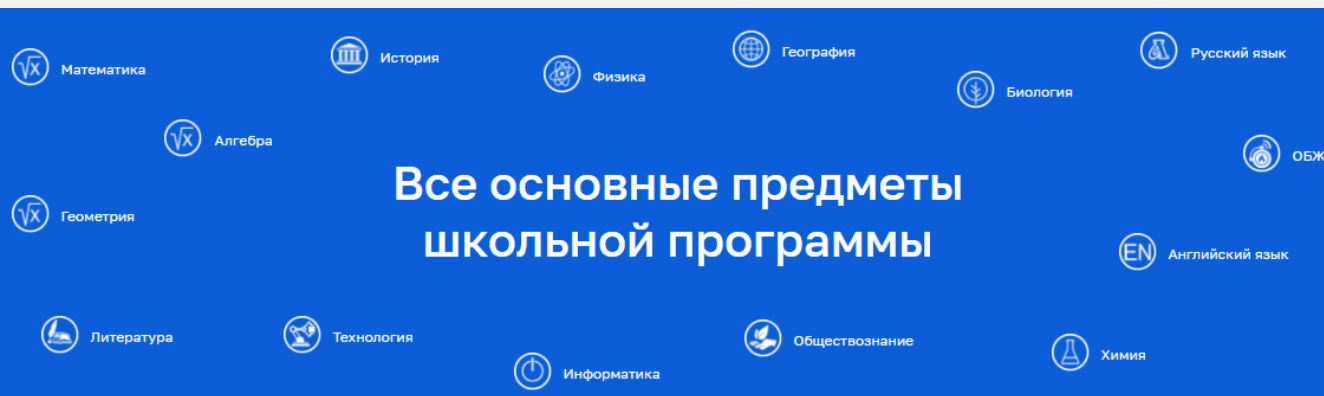 География
История
Русский язык
Математика
Физика
Биология
Алгебра
ОБЖ
Все основные предметы
школьной программы
Геометрия
Английский язык
Литература
Технология
Обществознание
Химия
Информатика
EN